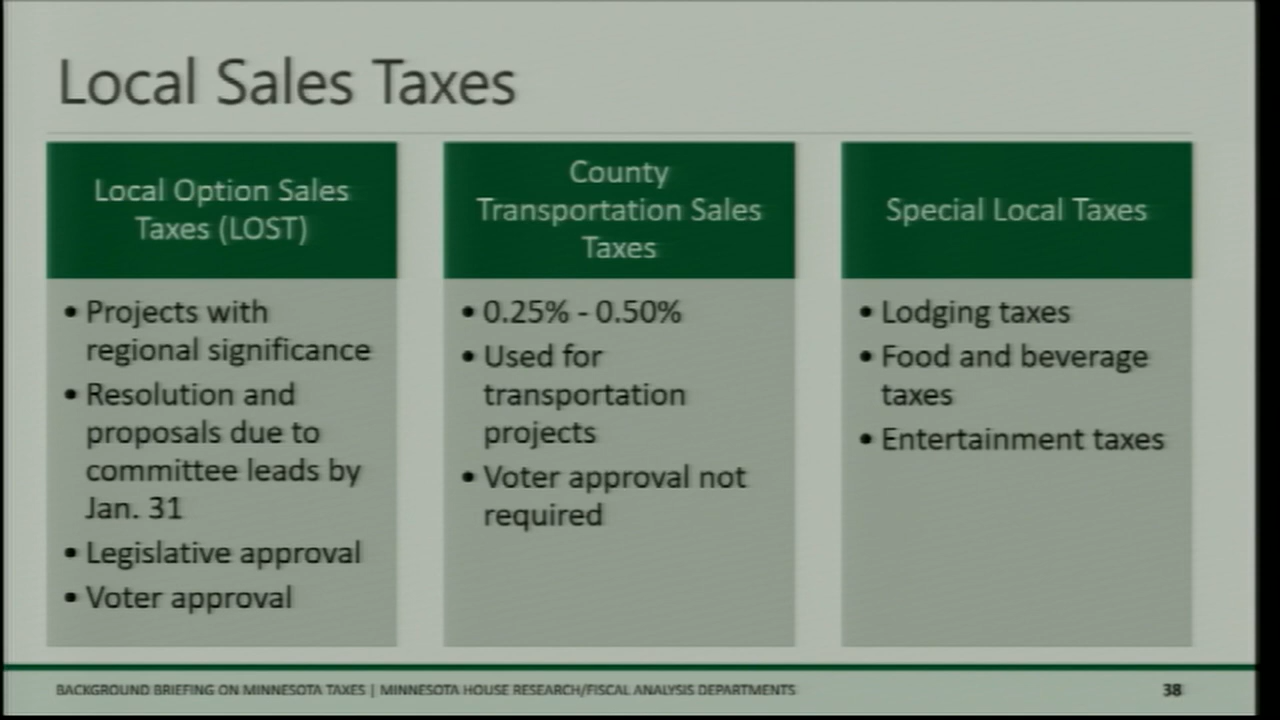 Local Sales Taxes
Local Option Sales
Taxes (LOST)
• Projects with
regional significance
• Resolution and
proposals due to
committee leads by
Jan. 31
• Legislative approval
• Voter approval
County
Transportation Sales
Taxes
• 0.25% - 0.50%
• Used for
transportation
projects
• Voter approval not
required
Special Local Taxes
• Lodging taxes
• Food and beverage
taxes
• Entertainment taxes
BACKGROUND BRIEFING ON MINNESOTA TAXES | MINNESOTA HOUSE RESEARCH/FISCAL ANALYSIS DEPARTMENTS
38